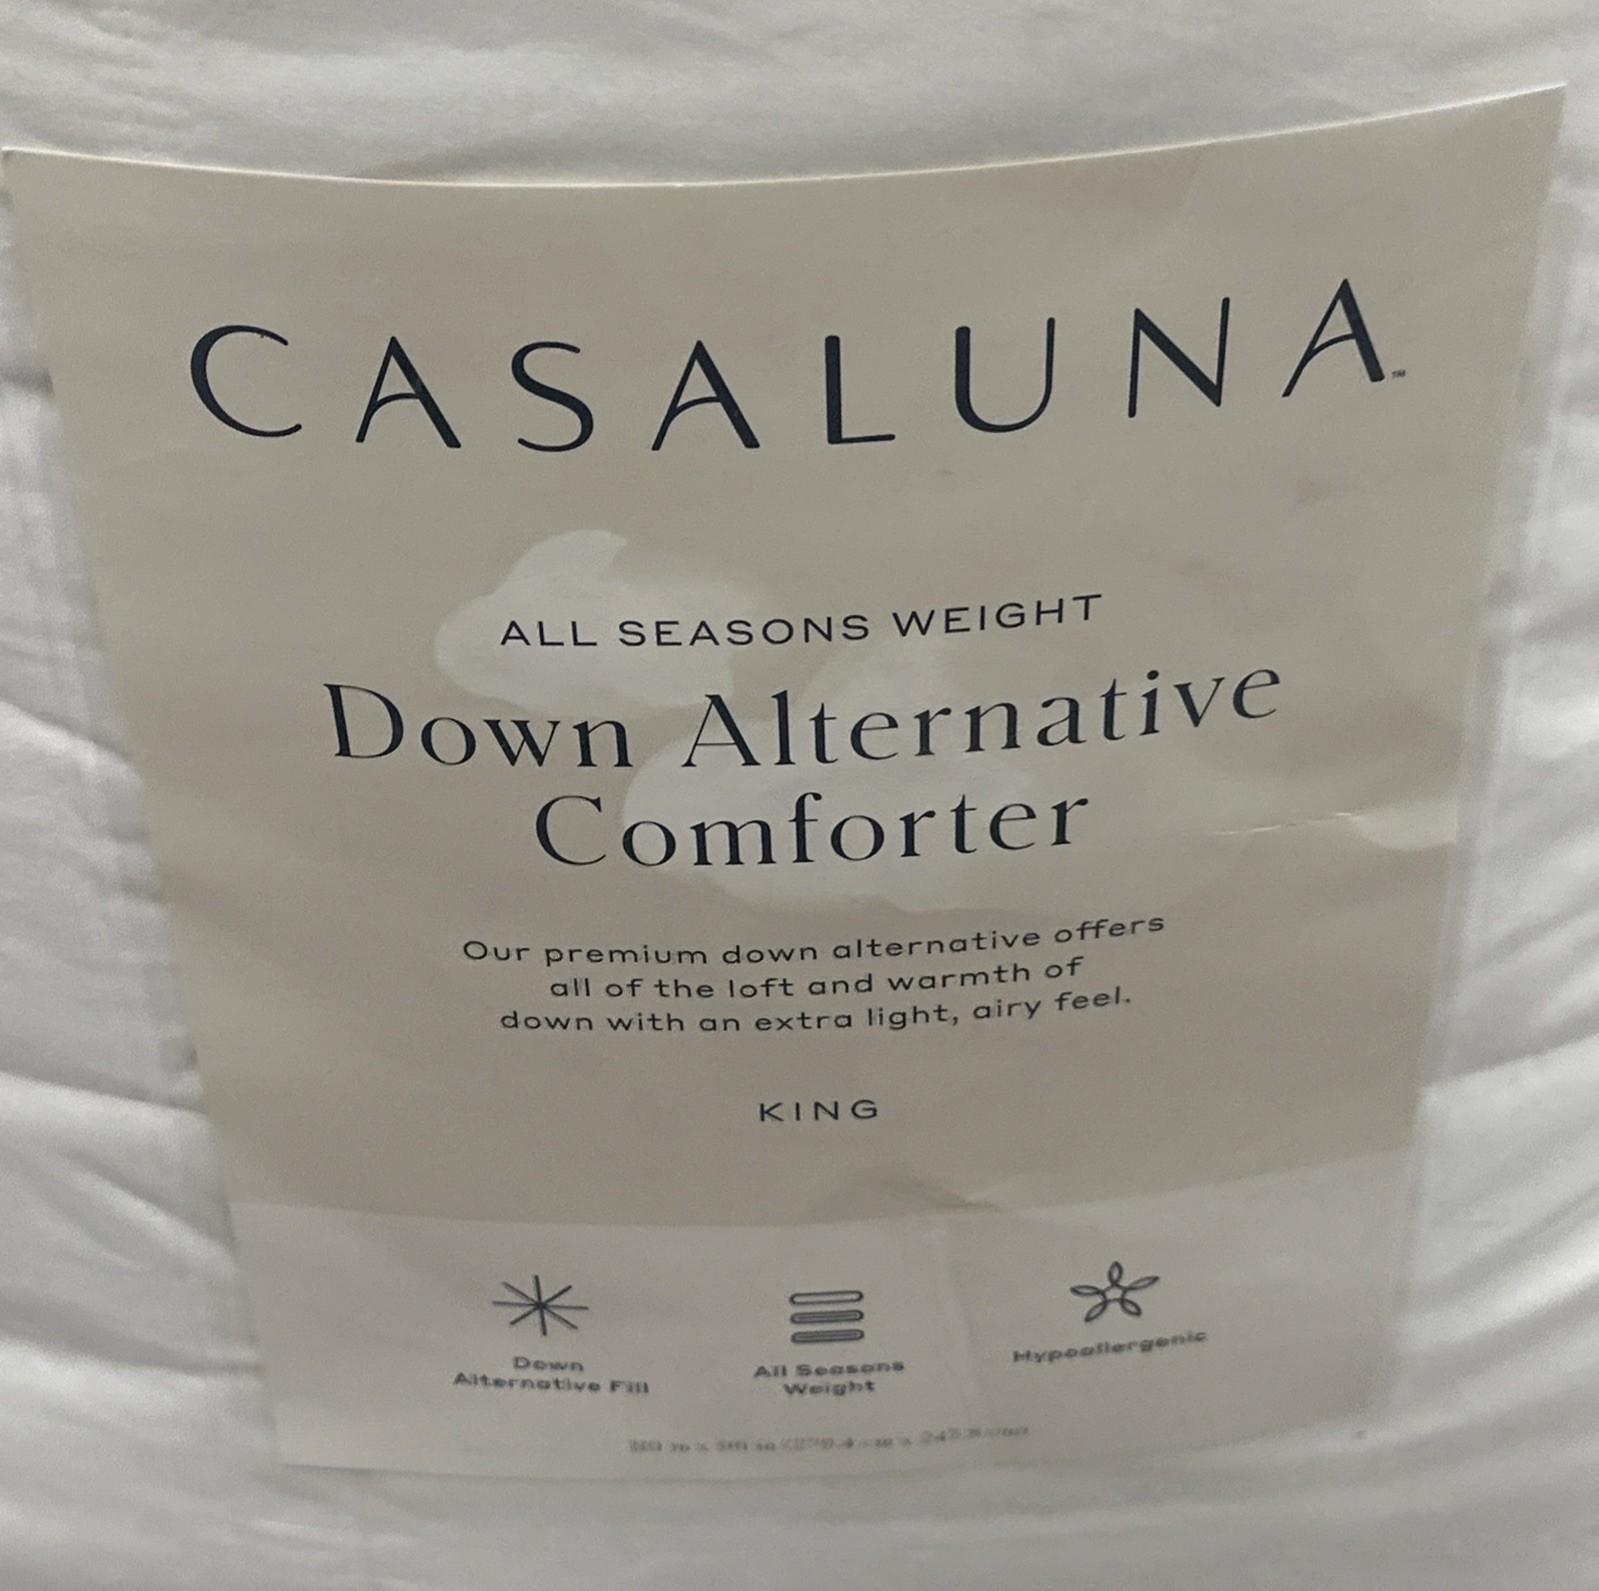 CASALUNA™
ALL SEASONS WEIGHT
Down Alternative
Comforter
Our premium down alternative offers
all of the loft and warmth of
down with an extra light, airy feel.
KING
Down
Alternative Fill
All Seasons
Weight
Hypoallergenic